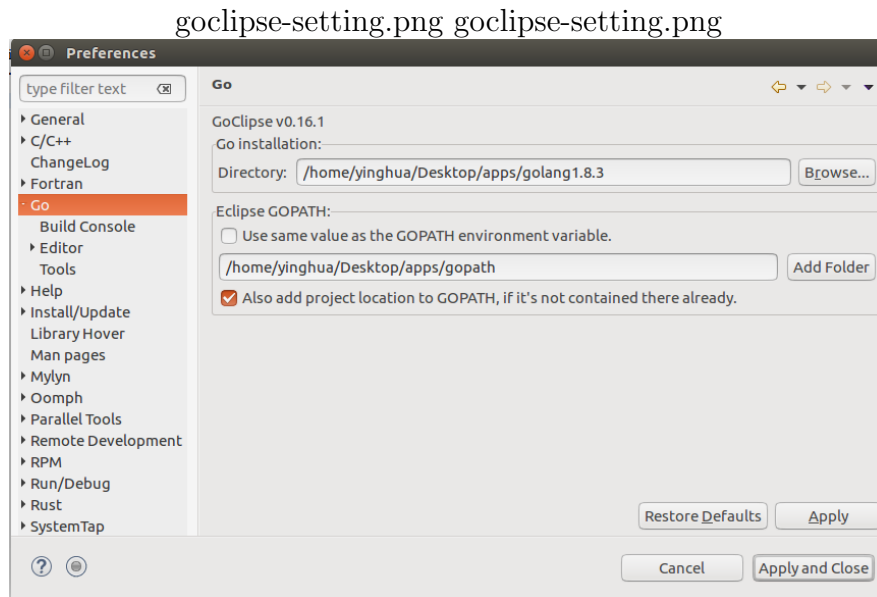 goclipse-setting.png goclipse-setting.png
Preferences
type filter text
General
C/C++
ChangeLog
Fortran
Go
Build Console
Editor
Tools
Help
Install/Update
Library Hover
Man pages
Mylyn
Oomph
Parallel Tools
Remote Development
RPM
Run/Debug
Rust
SystemTap
Go
GoClipse v0.16.1
Go installation:
Directory: /home/yinghua/Desktop/apps/golang1.8.3 Browse...
Eclipse GOPATH:
Use same value as the GOPATH environment variable.
/home/yinghua/Desktop/apps/gopath Add Folder
Also add project location to GOPATH, if it's not contained there already.
Restore Defaults Apply
? Cancel Apply and Close